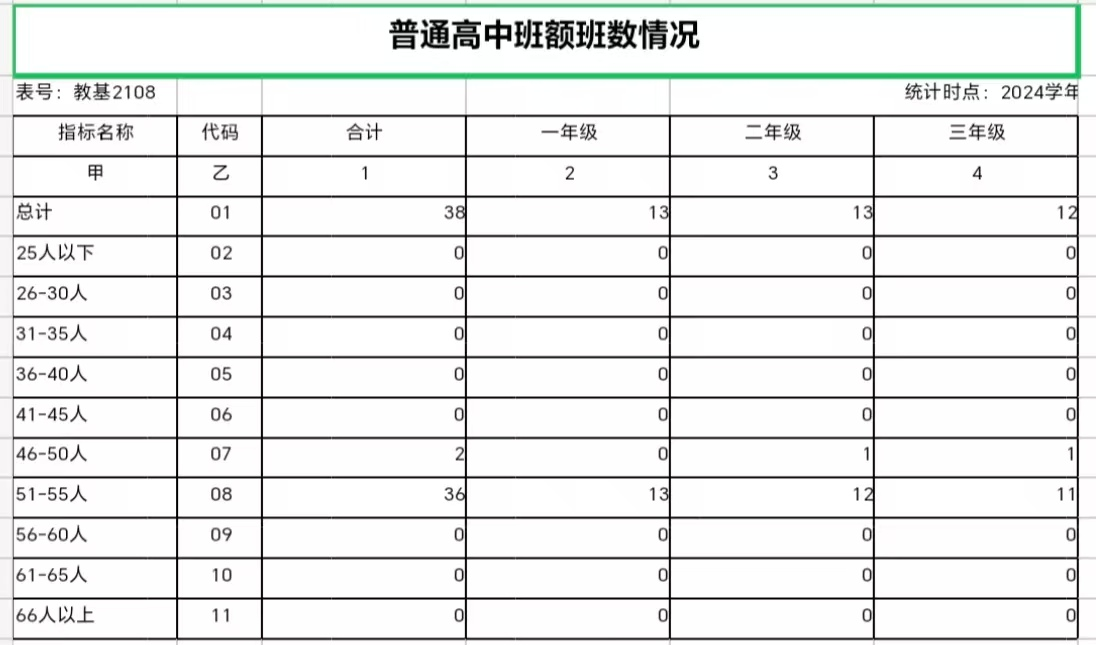 普通高中班额班数情况
表号：教基2108 统计时点：2024学年
指标名称 代码 合计 一年级 二年级 三年级
甲 乙 1 2 3 4
总计 01 38 13 13 12
25人以下 02 0 0 0 0
26-30人 03 0 0 0 0
31-35人 04 0 0 0 0
36-40人 05 0 0 0 0
41-45人 06 0 0 0 0
46-50人 07 2 0 1 1
51-55人 08 36 13 12 11
56-60人 09 0 0 0 0
61-65人 10 0 0 0 0
66人以上 11 0 0 0 0